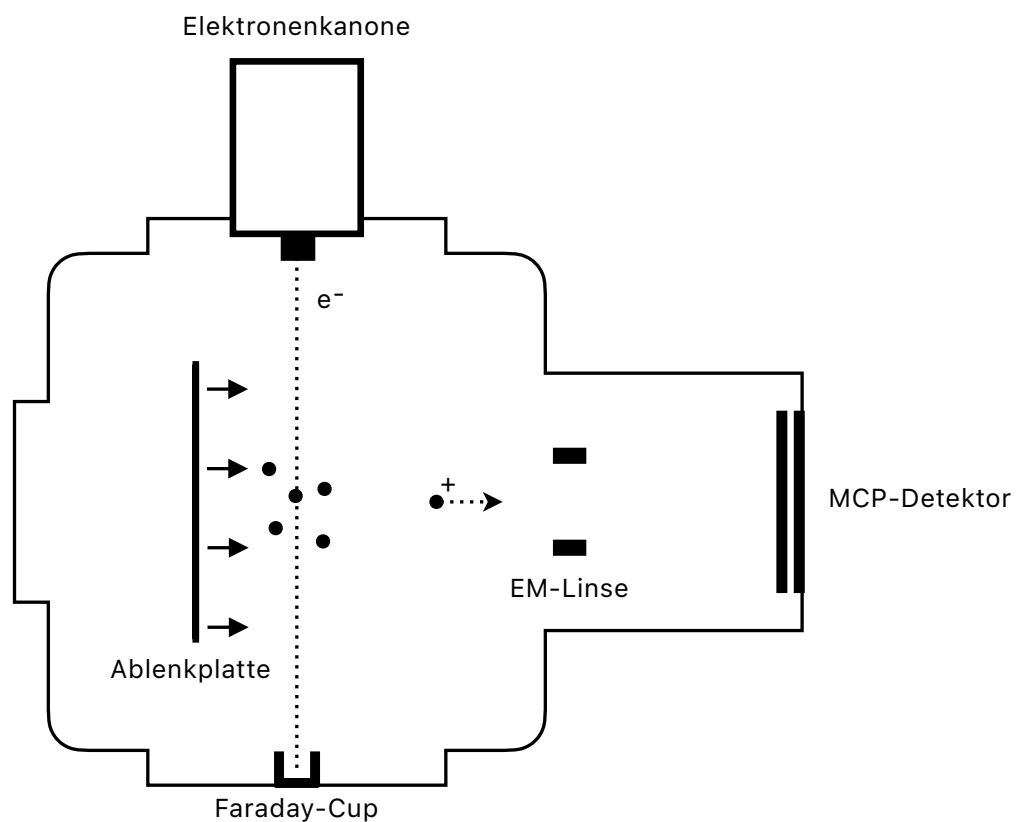 Elektronenkanone
e⁻
+
MCP-Detektor
EM-Linse
Ablenkplatte
Faraday-Cup